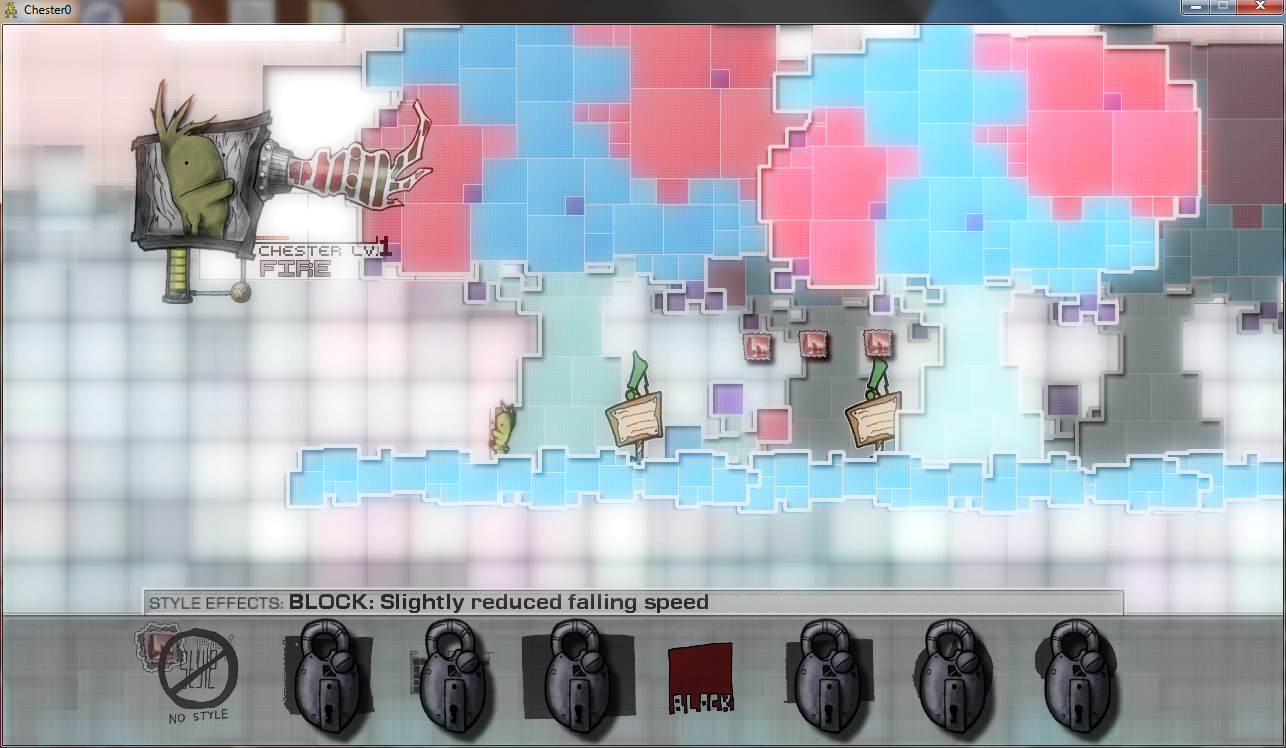 Chester0
CHESTER LV.1
FIRE
STYLE EFFECTS: BLOCK: Slightly reduced falling speed
BLOCK
NO STYLE